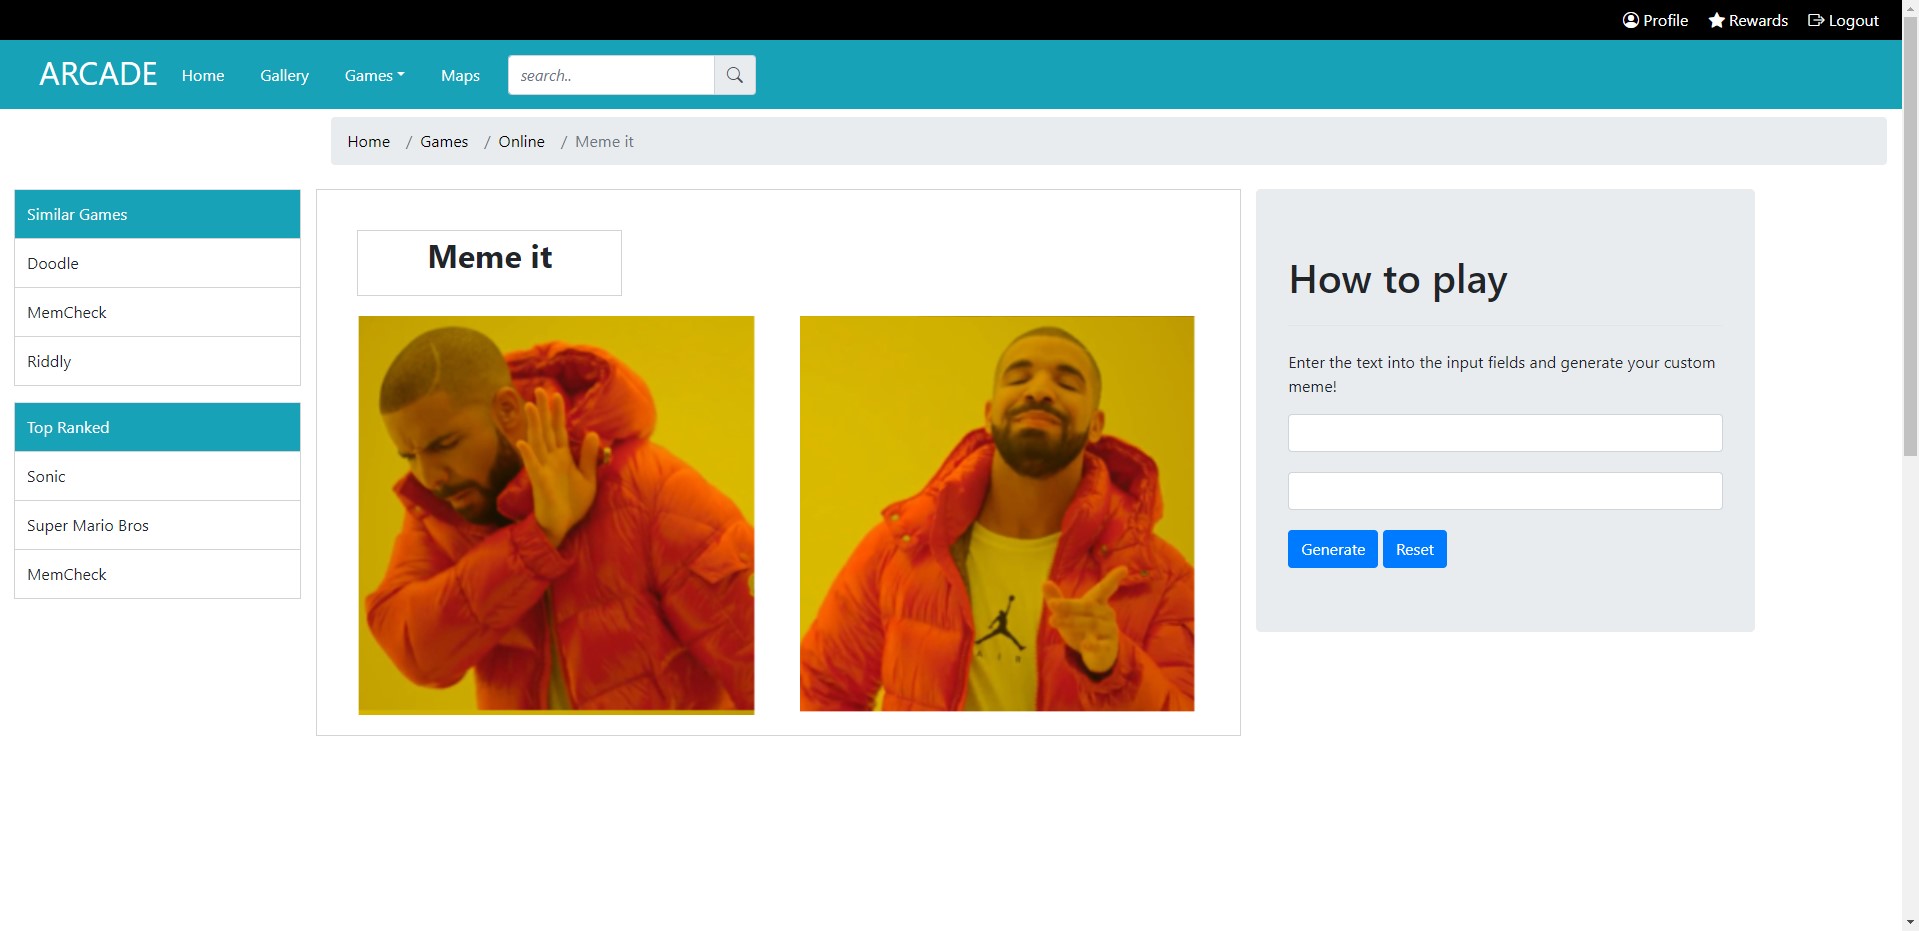 Profile Rewards Logout
ARCADE Home Gallery Games Maps search..
Home / Games / Online / Meme it
Similar Games
Doodle
MemCheck
Riddly
Top Ranked
Sonic
Super Mario Bros
MemCheck
Meme it
AIR
How to play
Enter the text into the input fields and generate your custom
meme!
Generate Reset